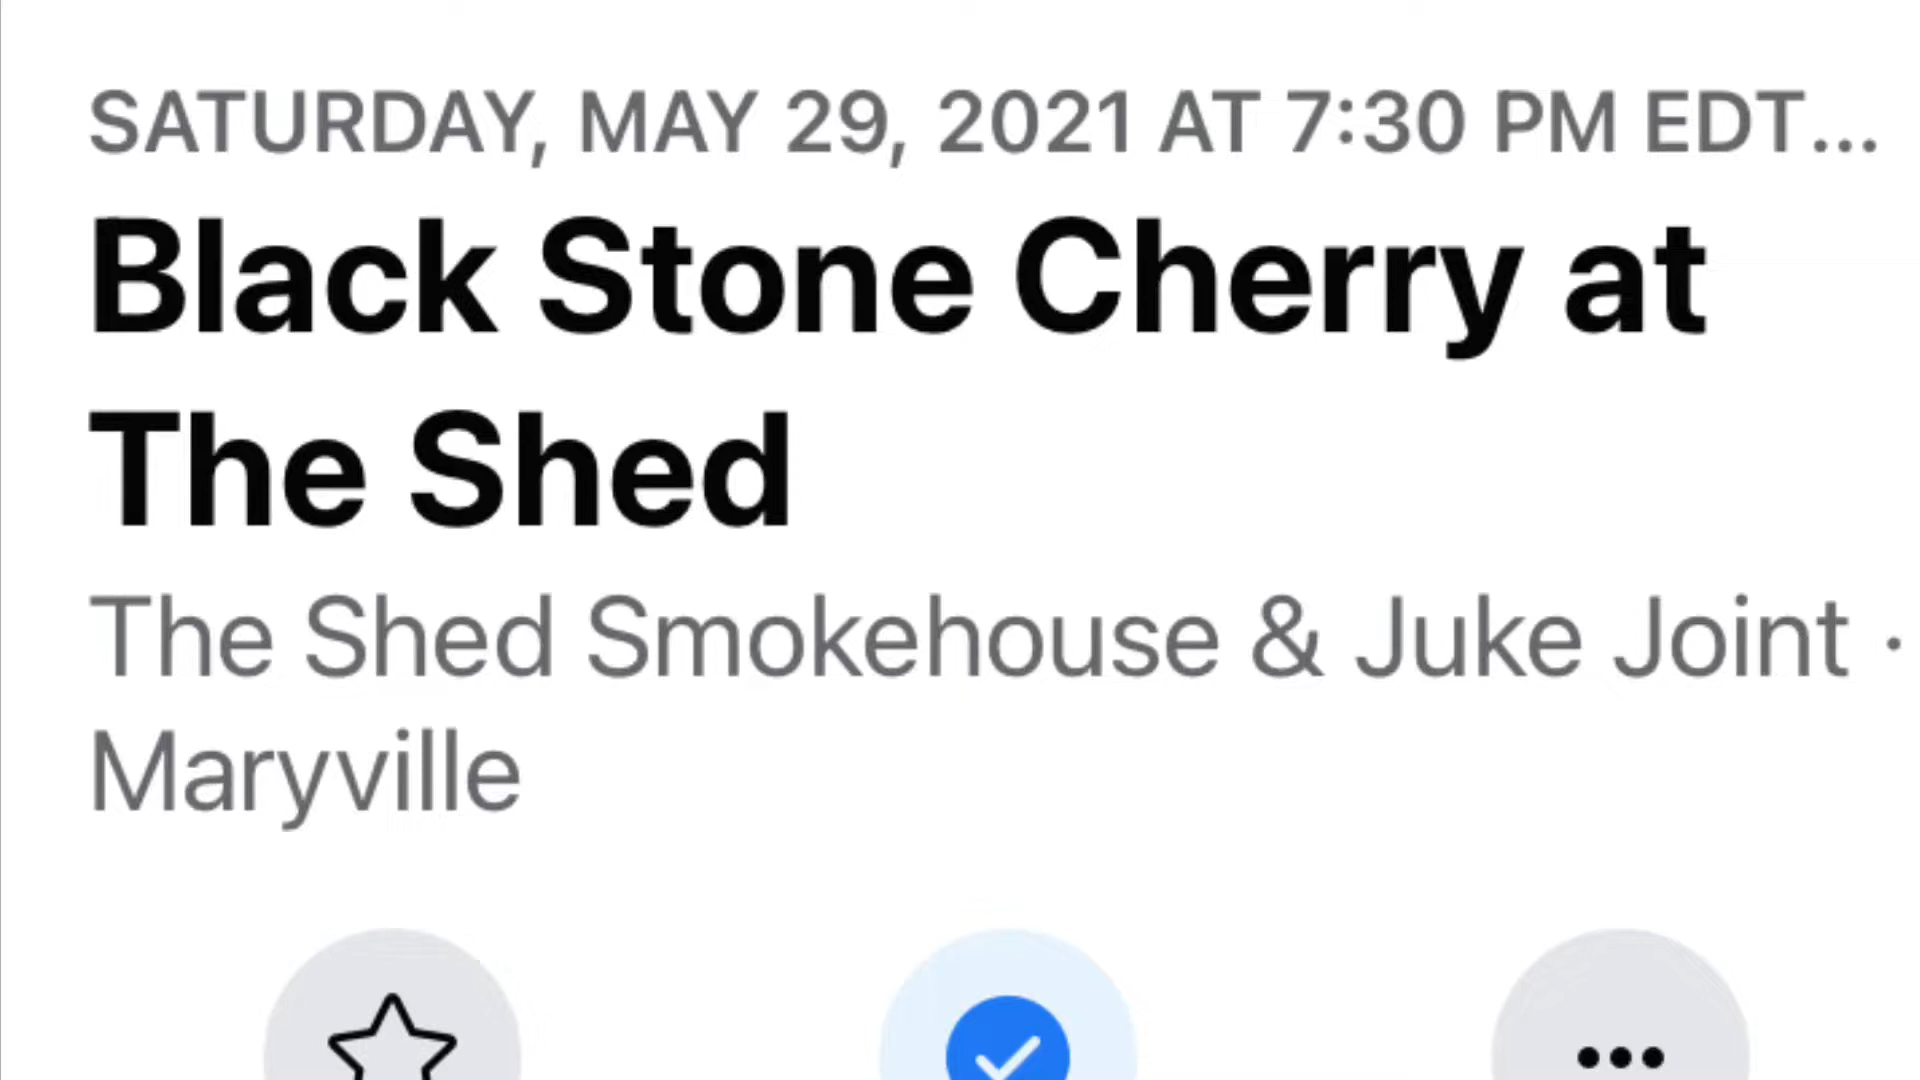 SATURDAY, MAY 29, 2021 AT 7:30 PM EDT...
Black Stone Cherry at
The Shed
The Shed Smokehouse & Juke Joint ·
Maryville